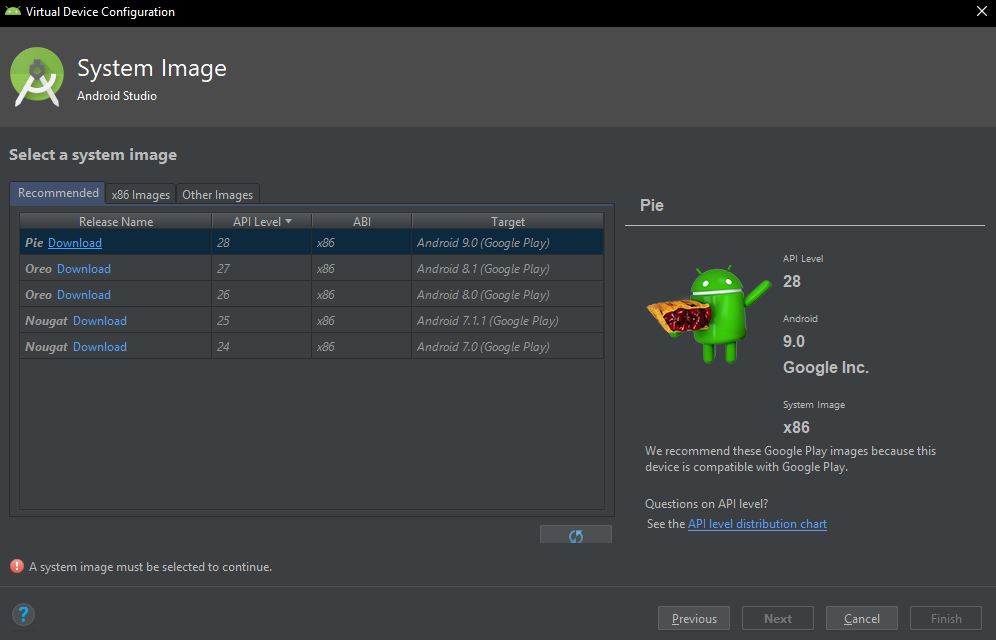 Virtual Device Configuration
System Image
Android Studio
Select a system image
Recommended x86 Images Other Images
Release Name API Level ABI Target
Pie Download 28 x86 Android 9.0 (Google Play)
Oreo Download 27 x86 Android 8.1 (Google Play)
Oreo Download 26 x86 Android 8.0 (Google Play)
Nougat Download 25 x86 Android 7.1.1 (Google Play)
Nougat Download 24 x86 Android 7.0 (Google Play)
Pie
API Level
28
Android
9.0
Google Inc.
System Image
x86
We recommend these Google Play images because this
device is compatible with Google Play.
Questions on API level?
See the API level distribution chart
! A system image must be selected to continue.
? Previous Next Cancel Finish